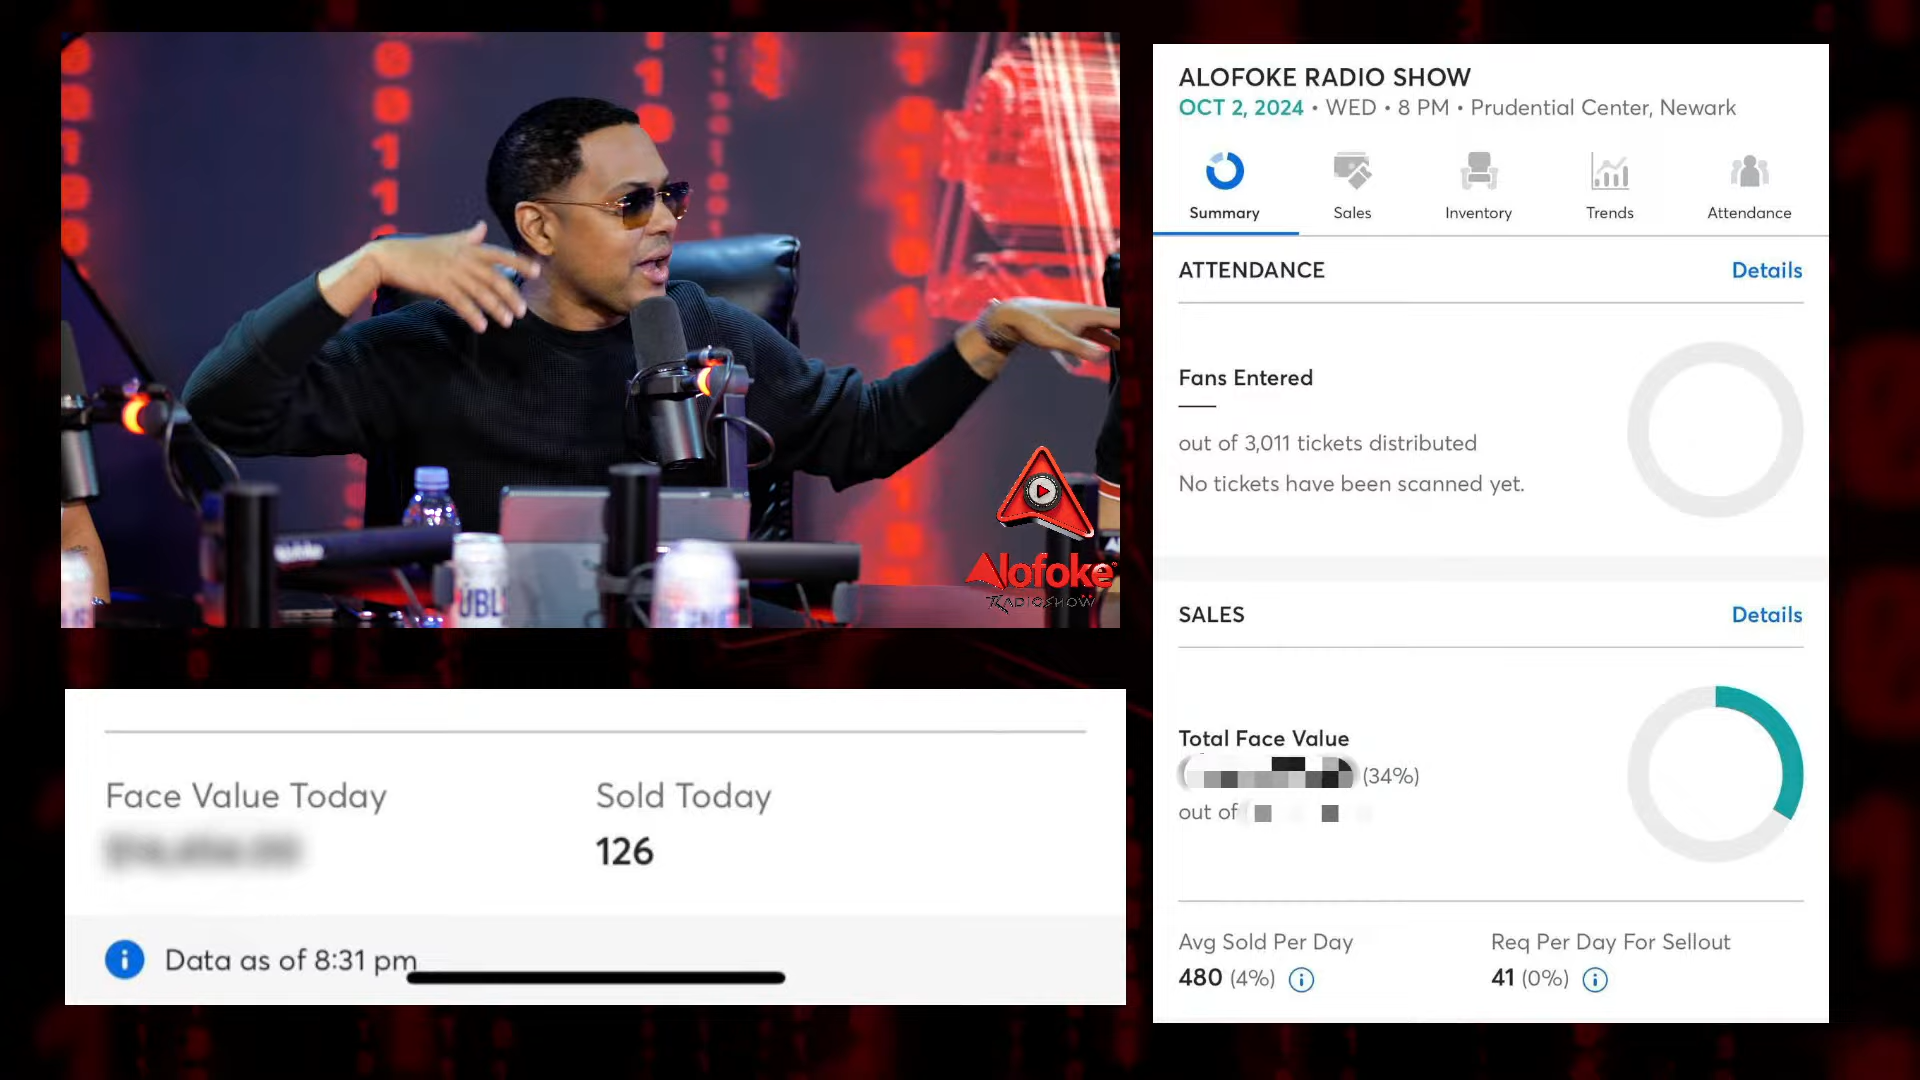 Alofoke
RADIOSHOW
UBL
ALOFOKE RADIO SHOW
OCT 2, 2024 • WED • 8 PM • Prudential Center, Newark
Summary
Sales
Inventory
Trends
Attendance
ATTENDANCE
Details
Fans Entered
out of 3,011 tickets distributed
No tickets have been scanned yet.
SALES
Details
Total Face Value
(34%)
out of
Avg Sold Per Day
Req Per Day For Sellout
480 (4%)
41 (0%)
Face Value Today
Sold Today
126
Data as of 8:31 pm